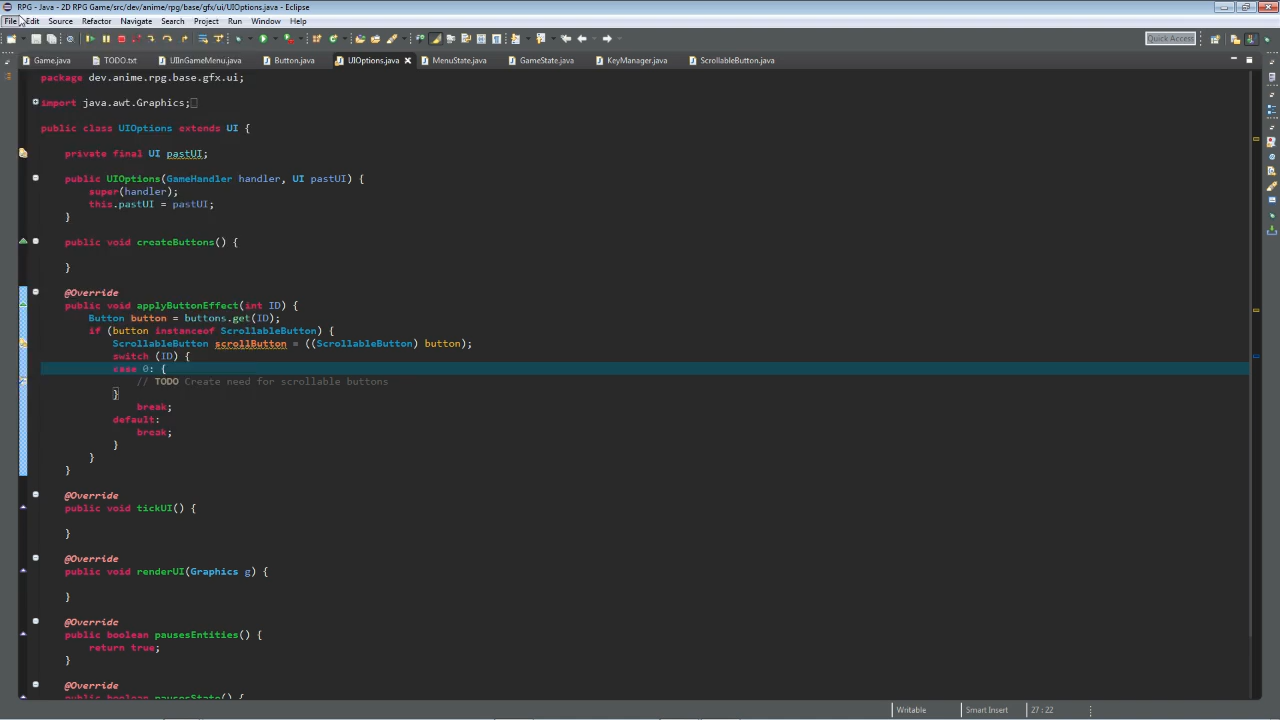 RPG - Java - 2D RPG Game/src/dev/anime/rpg/base/gfx/ui/UIOptions.java - Eclipse
File Edit Source Refactor Navigate Search Project Run Window Help
Quick Access
Game.java TODO.txt UIInGameMenu.java Button.java UIOptions.java MenuState.java GameState.java KeyManager.java ScrollableButton.java
package dev.anime.rpg.base.gfx.ui;
import java.awt.Graphics;
public class UIOptions extends UI {
private final UI pastUI;
public UIOptions(GameHandler handler, UI pastUI) {
super(handler);
this.pastUI = pastUI;
}
public void createButtons() {
}
@Override
public void applyButtonEffect(int ID) {
Button button = buttons.get(ID);
if (button instanceof ScrollableButton) {
ScrollableButton scrollButton = ((ScrollableButton) button);
switch (ID) {
case 0: {
// TODO Create need for scrollable buttons
}
break;
default:
break;
}
}
}
@Override
public void tickUI() {
}
@Override
public void renderUI(Graphics g) {
}
@Override
public boolean pausesEntities() {
return true;
}
@Override
public boolean pausesState() {
Writable Smart Insert 27 : 22